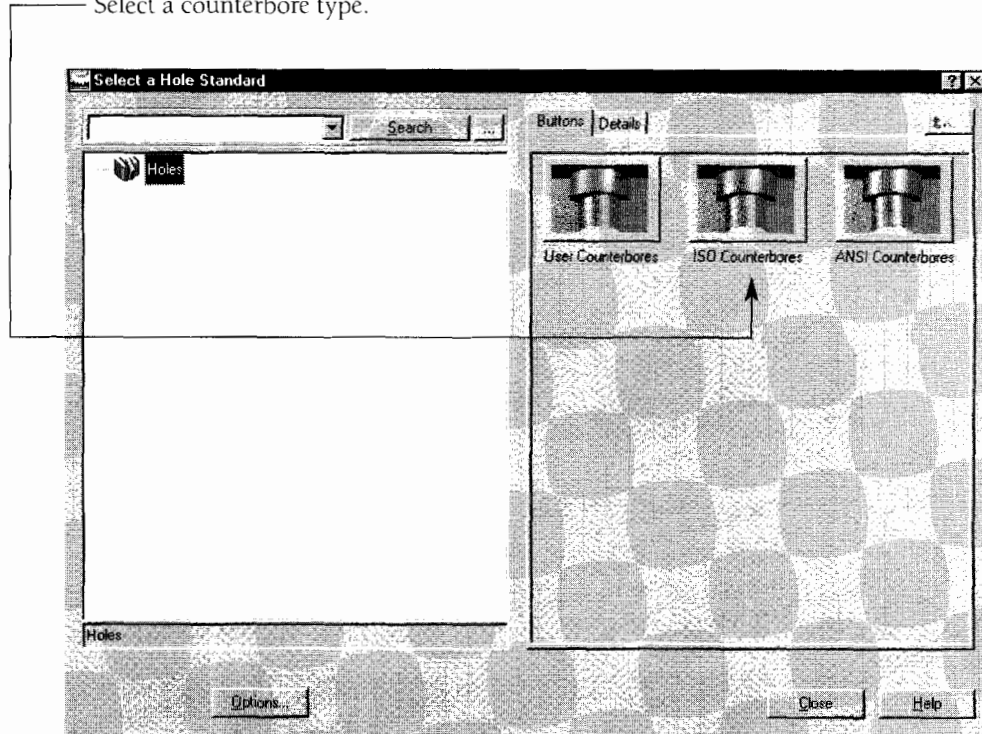 Select a counterbore type.
Select a Hole Standard
Search ...
Buttons Details
Holes
User Counterbores ISO Counterbores ANSI Counterbores
Holes
Options... Close Help